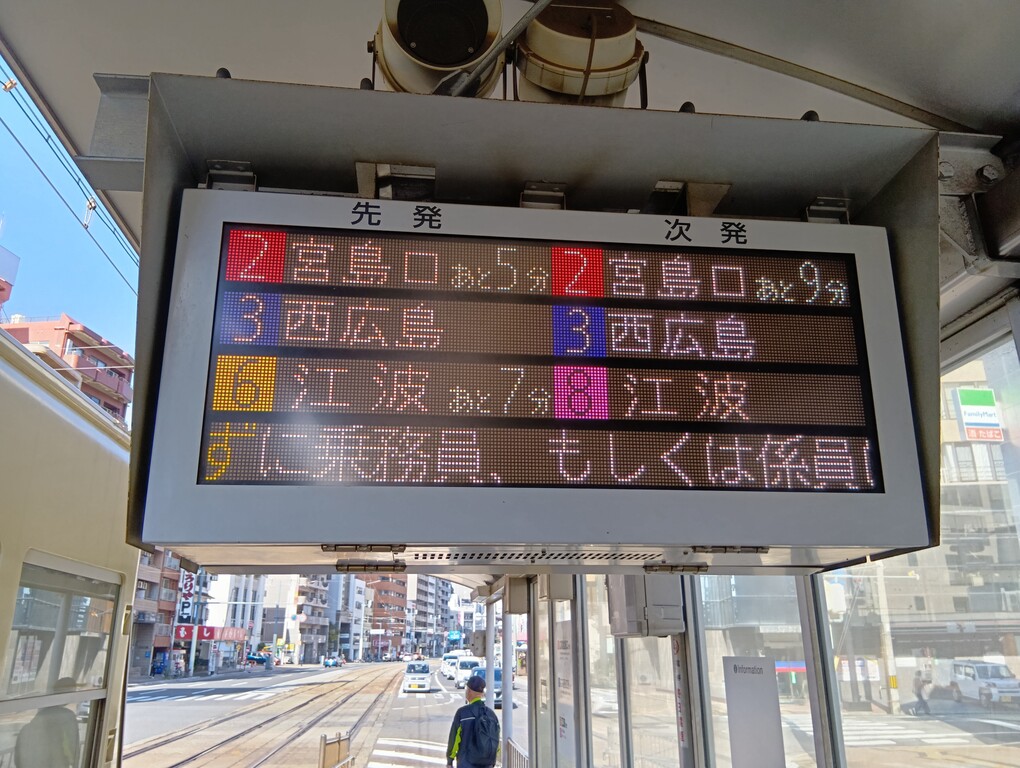 先発 次発
2 宮島口 あと5分 2 宮島口 あと9分
3 西広島 3 西広島
6 江波 あと7分 8 江波
ずに乗務員、もしくは係員
FamilyMart
酒・たばこ
P
Information